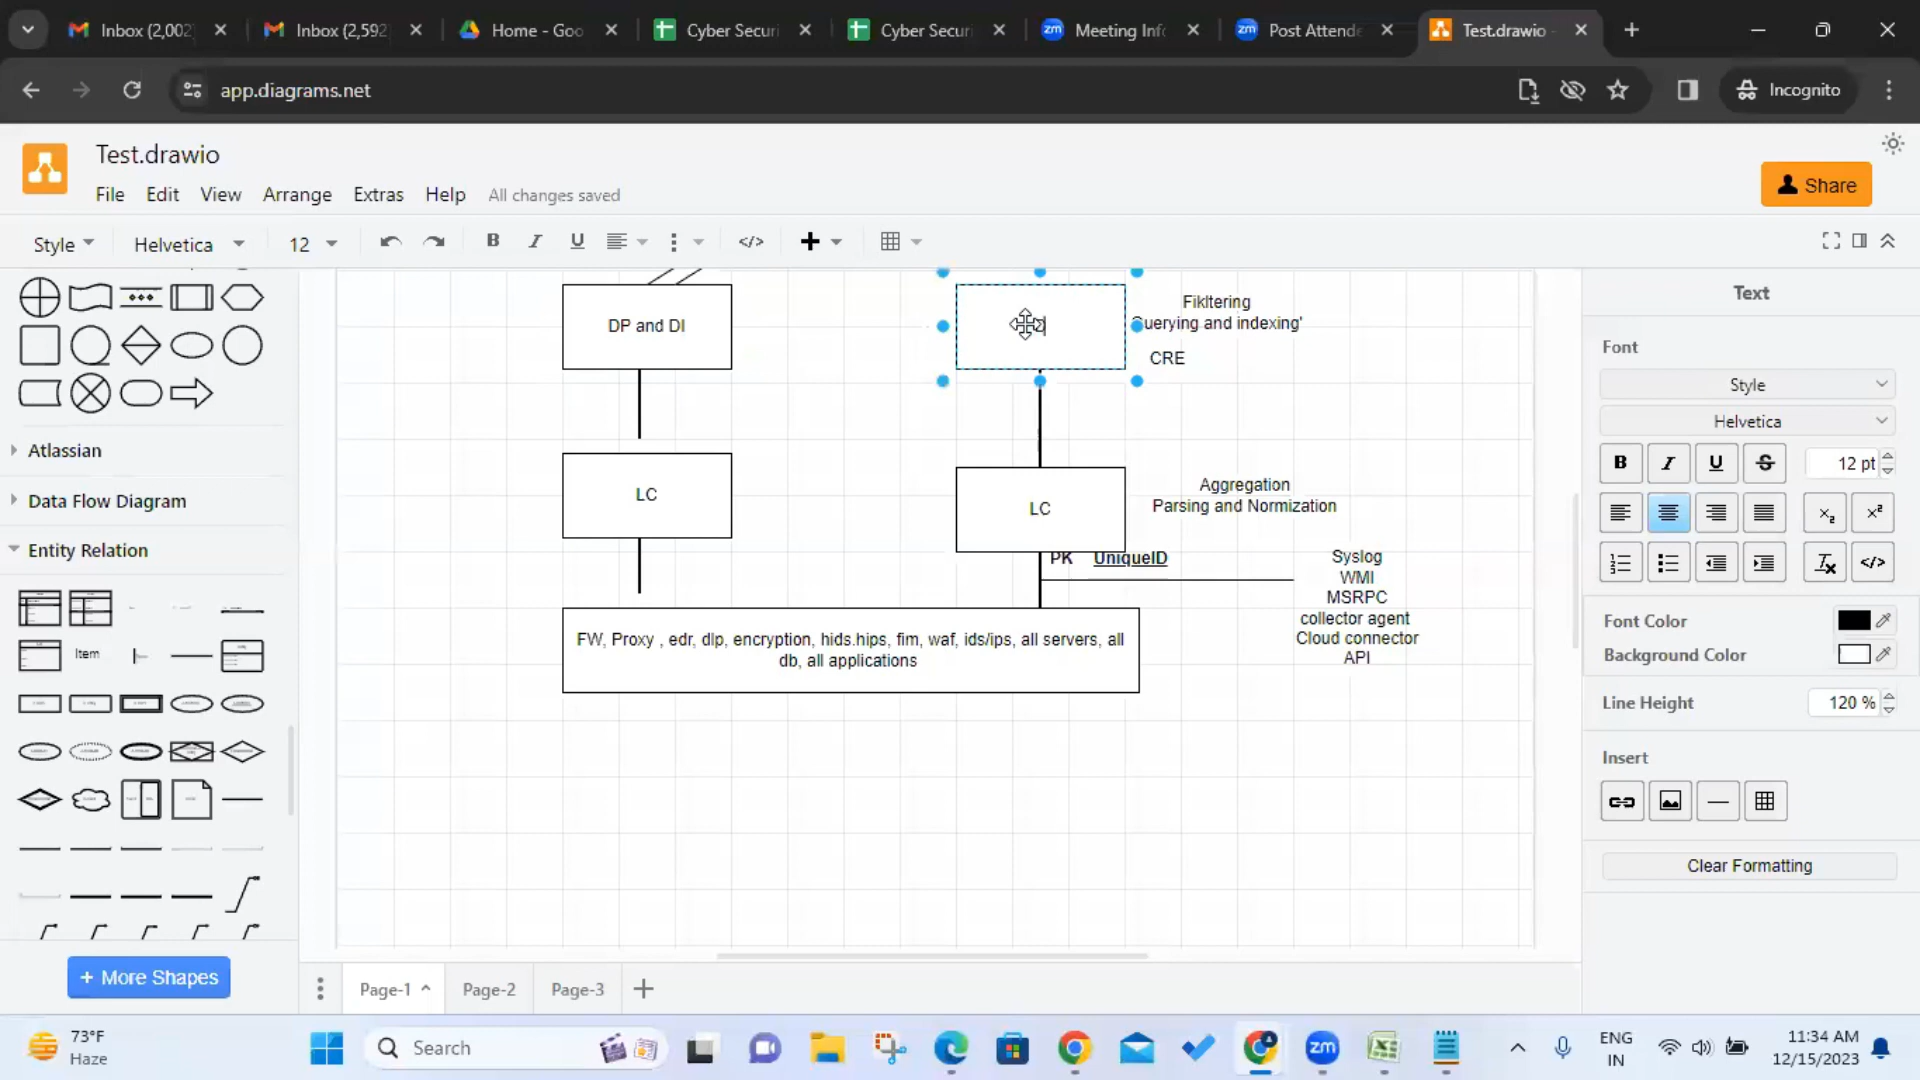 Inbox (2,002
Inbox (2,592
Home - Goo
Cyber Securi
Cyber Securi
Meeting Info
Post Attende
Test.drawio -
app.diagrams.net
Incognito
Test.drawio
File Edit View Arrange Extras Help All changes saved
Share
Style Helvetica 12
DP and DI
Fikltering
Querying and indexing'
CRE
LC
LC
Aggregation
Parsing and Normization
PK UniqueID
Syslog
WMI
MSRPC
collector agent
Cloud connector
API
FW, Proxy , edr, dlp, encryption, hids.hips, fim, waf, ids/ips, all servers, all
db, all applications
Atlassian
Data Flow Diagram
Entity Relation
Item
+ More Shapes
Text
Font
Style
Helvetica
12 pt
Font Color
Background Color
Line Height 120 %
Insert
Clear Formatting
Page-1 Page-2 Page-3
73°F
Haze
Search
ENG
IN
11:34 AM
12/15/2023